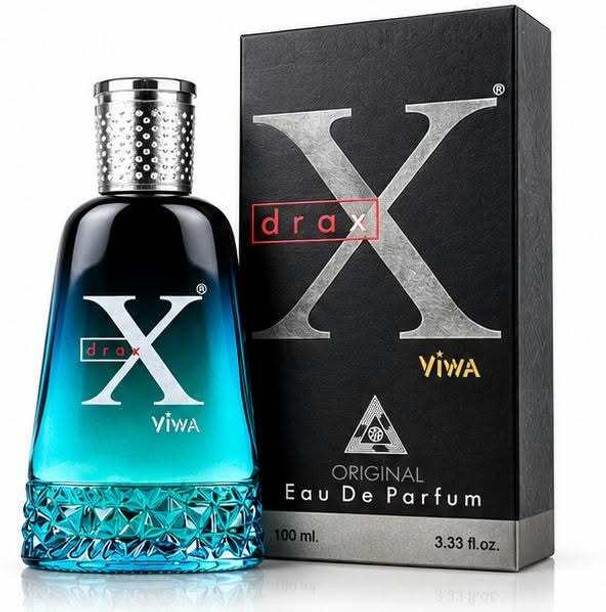 X®
drax
ViWA
X®
drax
ViWA
ORIGINAL
Eau De Parfum
100 ml.
3.33 fl.oz.